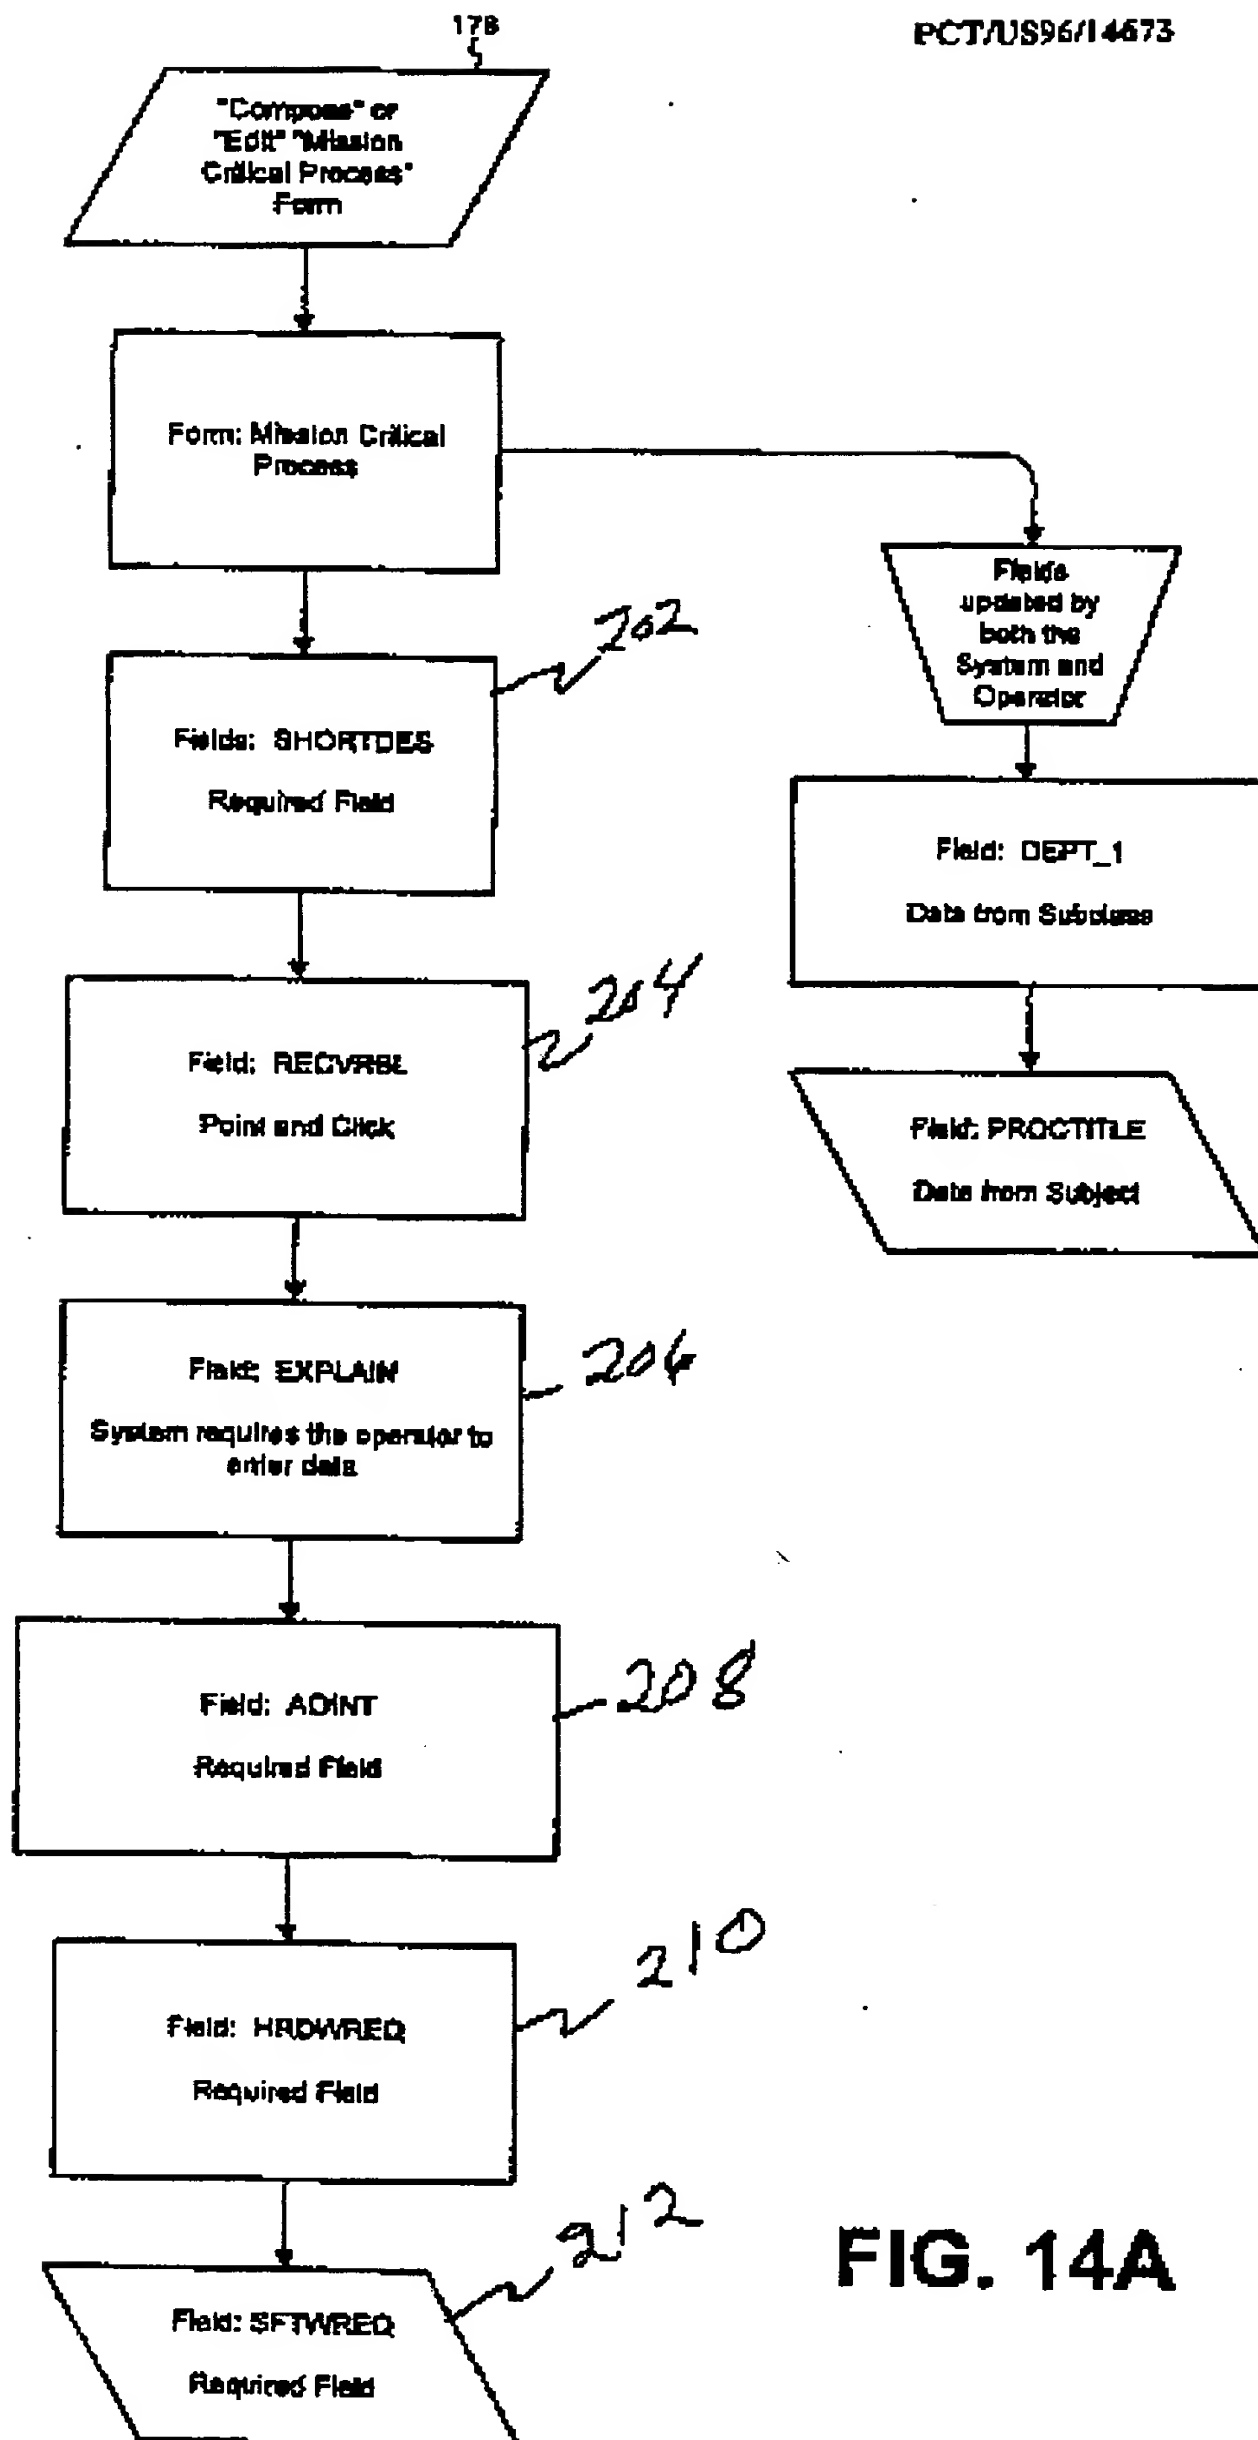 178
PCT/US96/14673
"Compose" or
"Edit" "Mission
Critical Process"
Form
Form: Mission Critical
Process
Fields
updated by
both the
System and
Operator
202
Fields: SHORTDES
Required Field
Field: DEPT_1
Data from Subclass
204
Field: RECVRBL
Point and Click
Field: PROCTITLE
Data from Subject
206
Field: EXPLAIN
System requires the operator to
enter data
208
Field: ADINT
Required Field
210
Field: HRDWREQ
Required Field
212
Field: SFTWREQ
Required Field
FIG. 14A